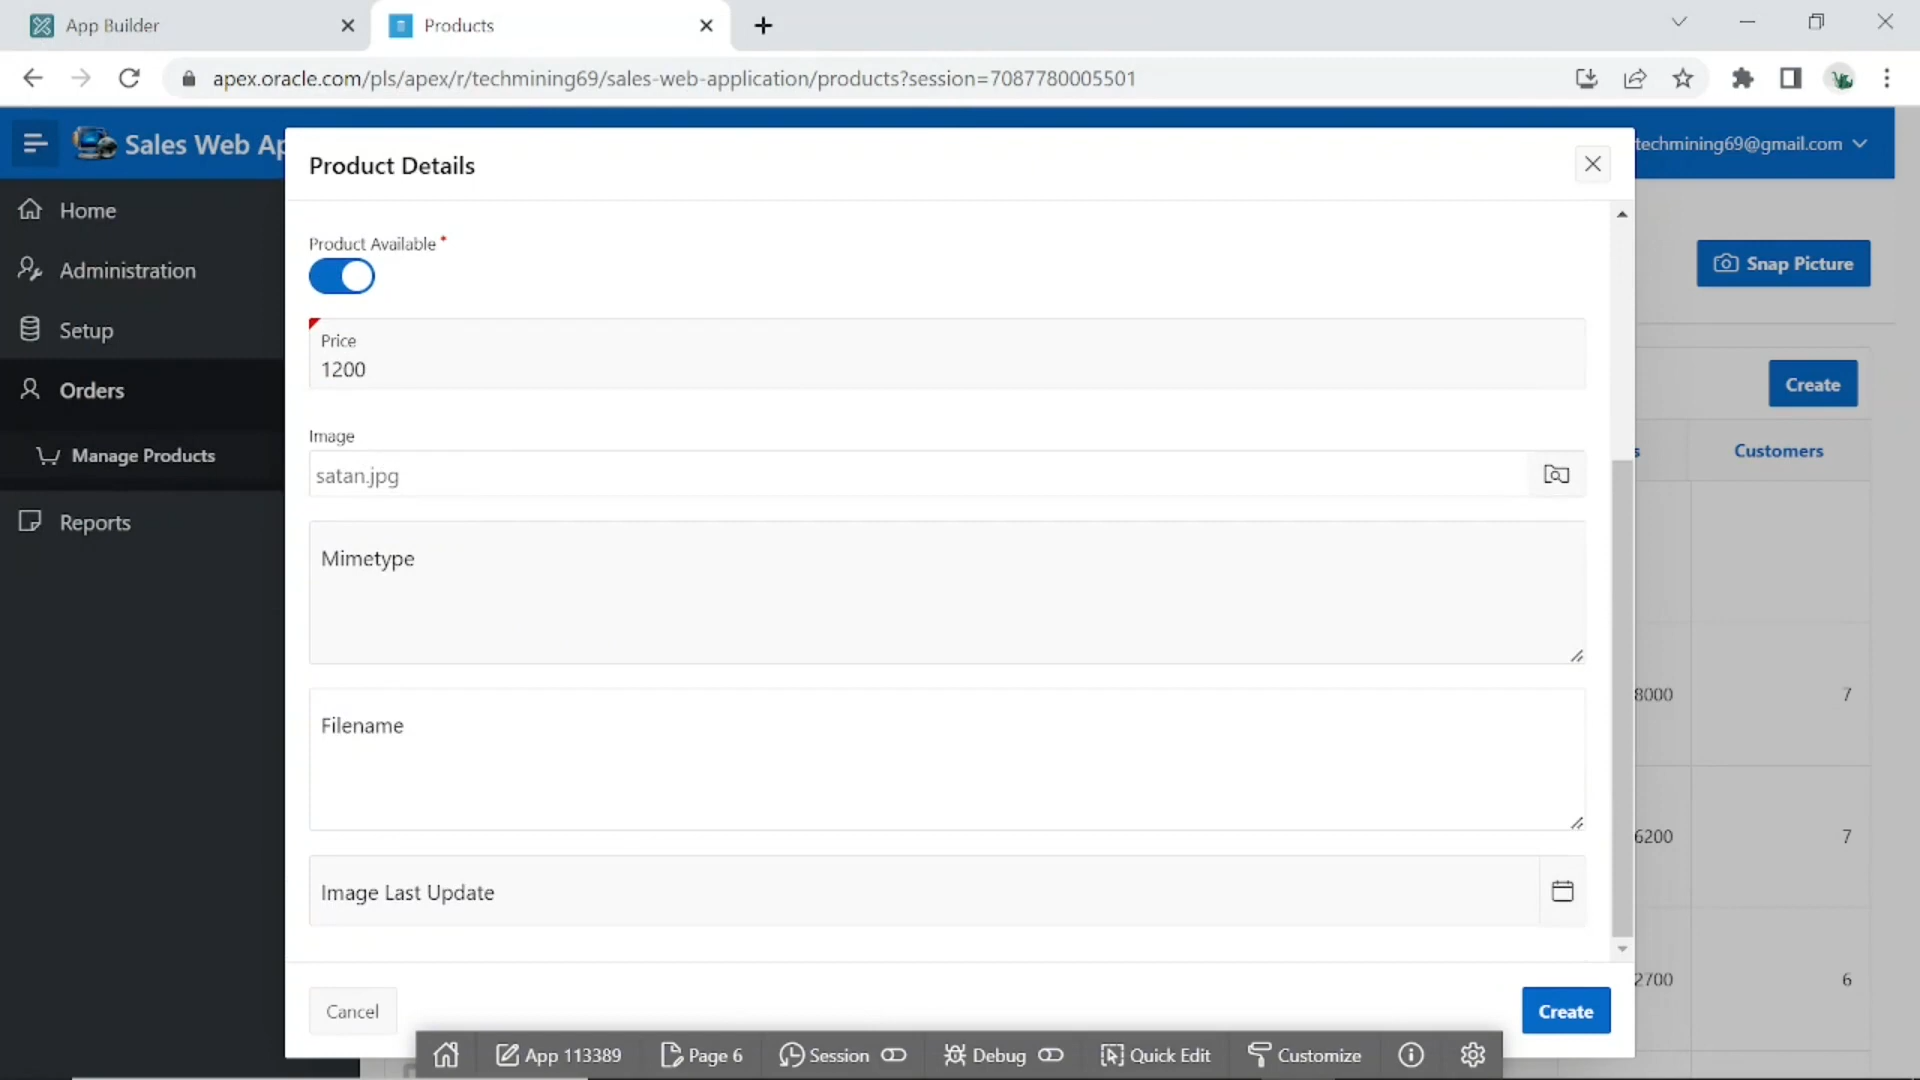 App Builder
Products
apex.oracle.com/pls/apex/r/techmining69/sales-web-application/products?session=7087780005501
Sales Web Ap
techmining69@gmail.com
Product Details
Home
Administration
Setup
Orders
Manage Products
Reports
Snap Picture
Create
Customers
Product Available *
Price
1200
Image
satan.jpg
Mimetype
Filename
Image Last Update
s
8000
7
6200
7
2700
6
Cancel
Create
App 113389
Page 6
Session
Debug
Quick Edit
Customize